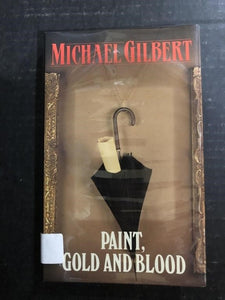 MICHAEL GILBERT
PAINT,
GOLD AND BLOOD